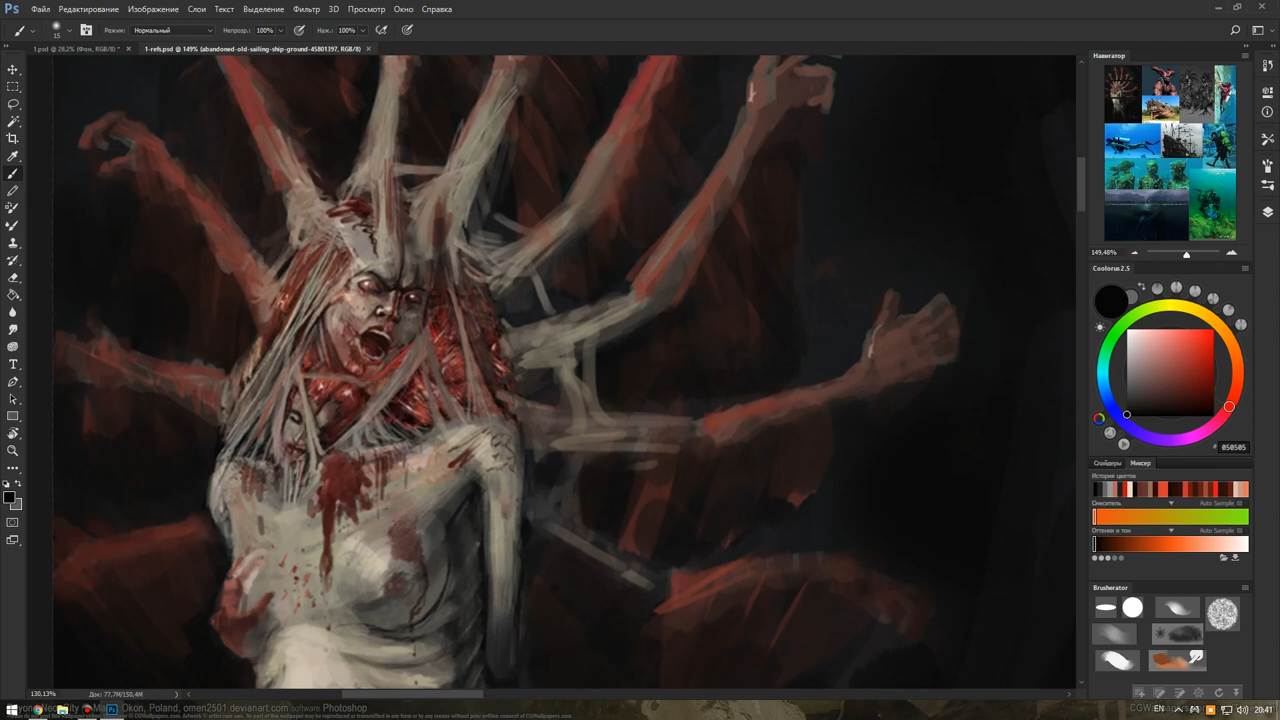 Ps Файл Редактирование Изображение Слои Текст Выделение Фильтр 3D Просмотр Окно Справка
15 Режим: Нормальный Непрозр.: 100% Наж.: 100%
1.psd @ 28,2% (Фон, RGB/8) * × 1-refs.psd @ 149% (abandoned-old-sailing-ship-ground-45801397, RGB/8) ×
Навигатор
149,48%
Coolorus 2.5
# 050505
Слайдеры Миксер
История цветов
Смеситель Auto Sample
Оттенки и тон Auto Sample
Brusherator
130,13% Док: 77,7M/150,4M
Okon, Poland, omen2501.deviantart.com software Photoshop
EN 20:41